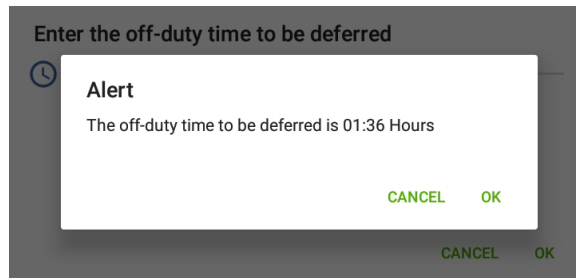 Enter the off-duty time to be deferred
Alert
The off-duty time to be deferred is 01:36 Hours
CANCEL OK
CANCEL OK